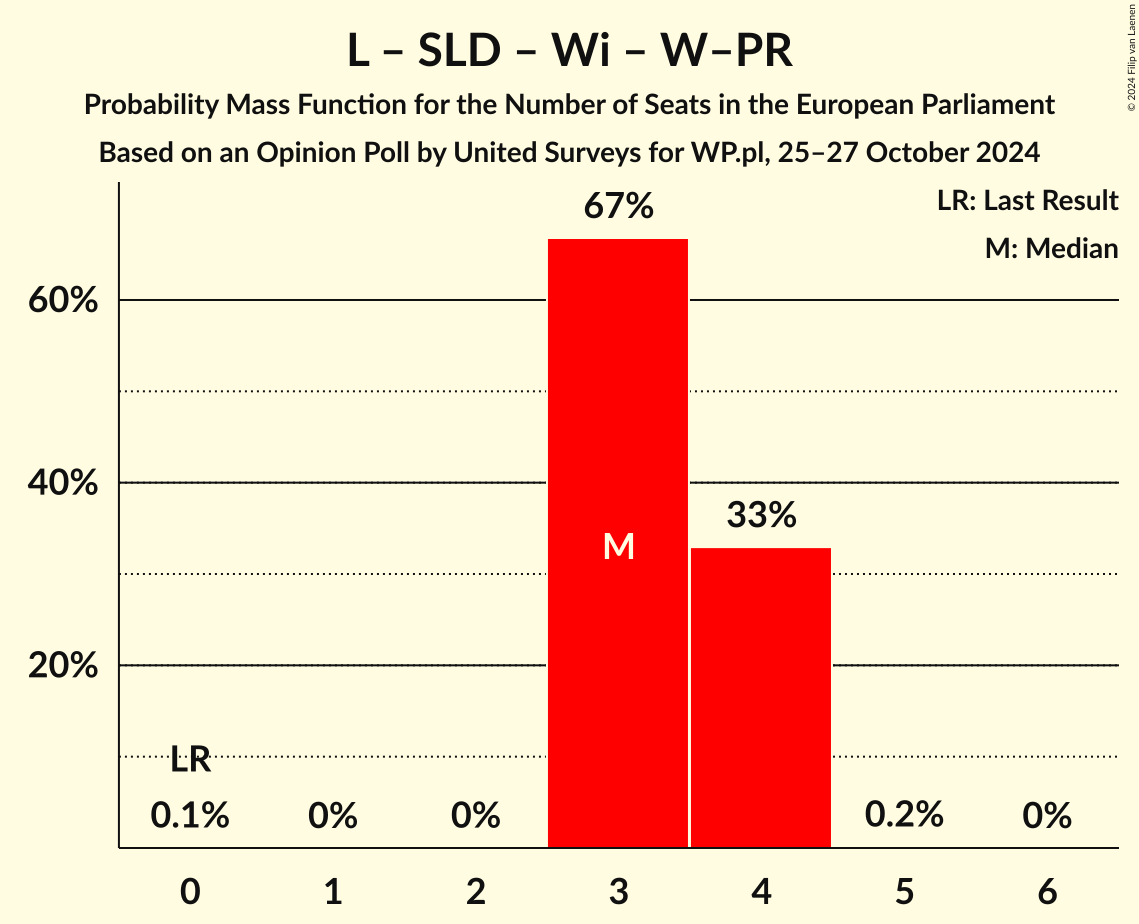 L – SLD – Wi – W–PR
Probability Mass Function for the Number of Seats in the European Parliament
Based on an Opinion Poll by United Surveys for WP.pl, 25–27 October 2024
© 2024 Filip van Laenen
LR: Last Result
M: Median
67%
60%
40%
33%
M
20%
LR
0.1%
0%
0%
0.2%
0%
0
1
2
3
4
5
6